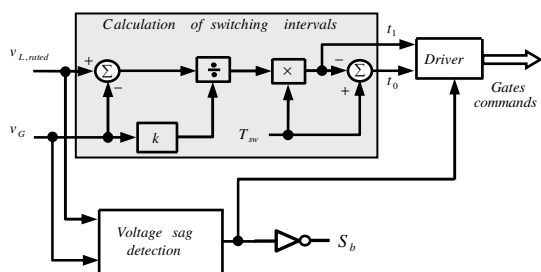 Calculation of switching intervals
v_{L,rated}
+
Σ
−
÷
×
t_1
−
Σ
+
t_0
Driver
Gates
commands
v_G
k
T_{sw}
Voltage sag
detection
S_b